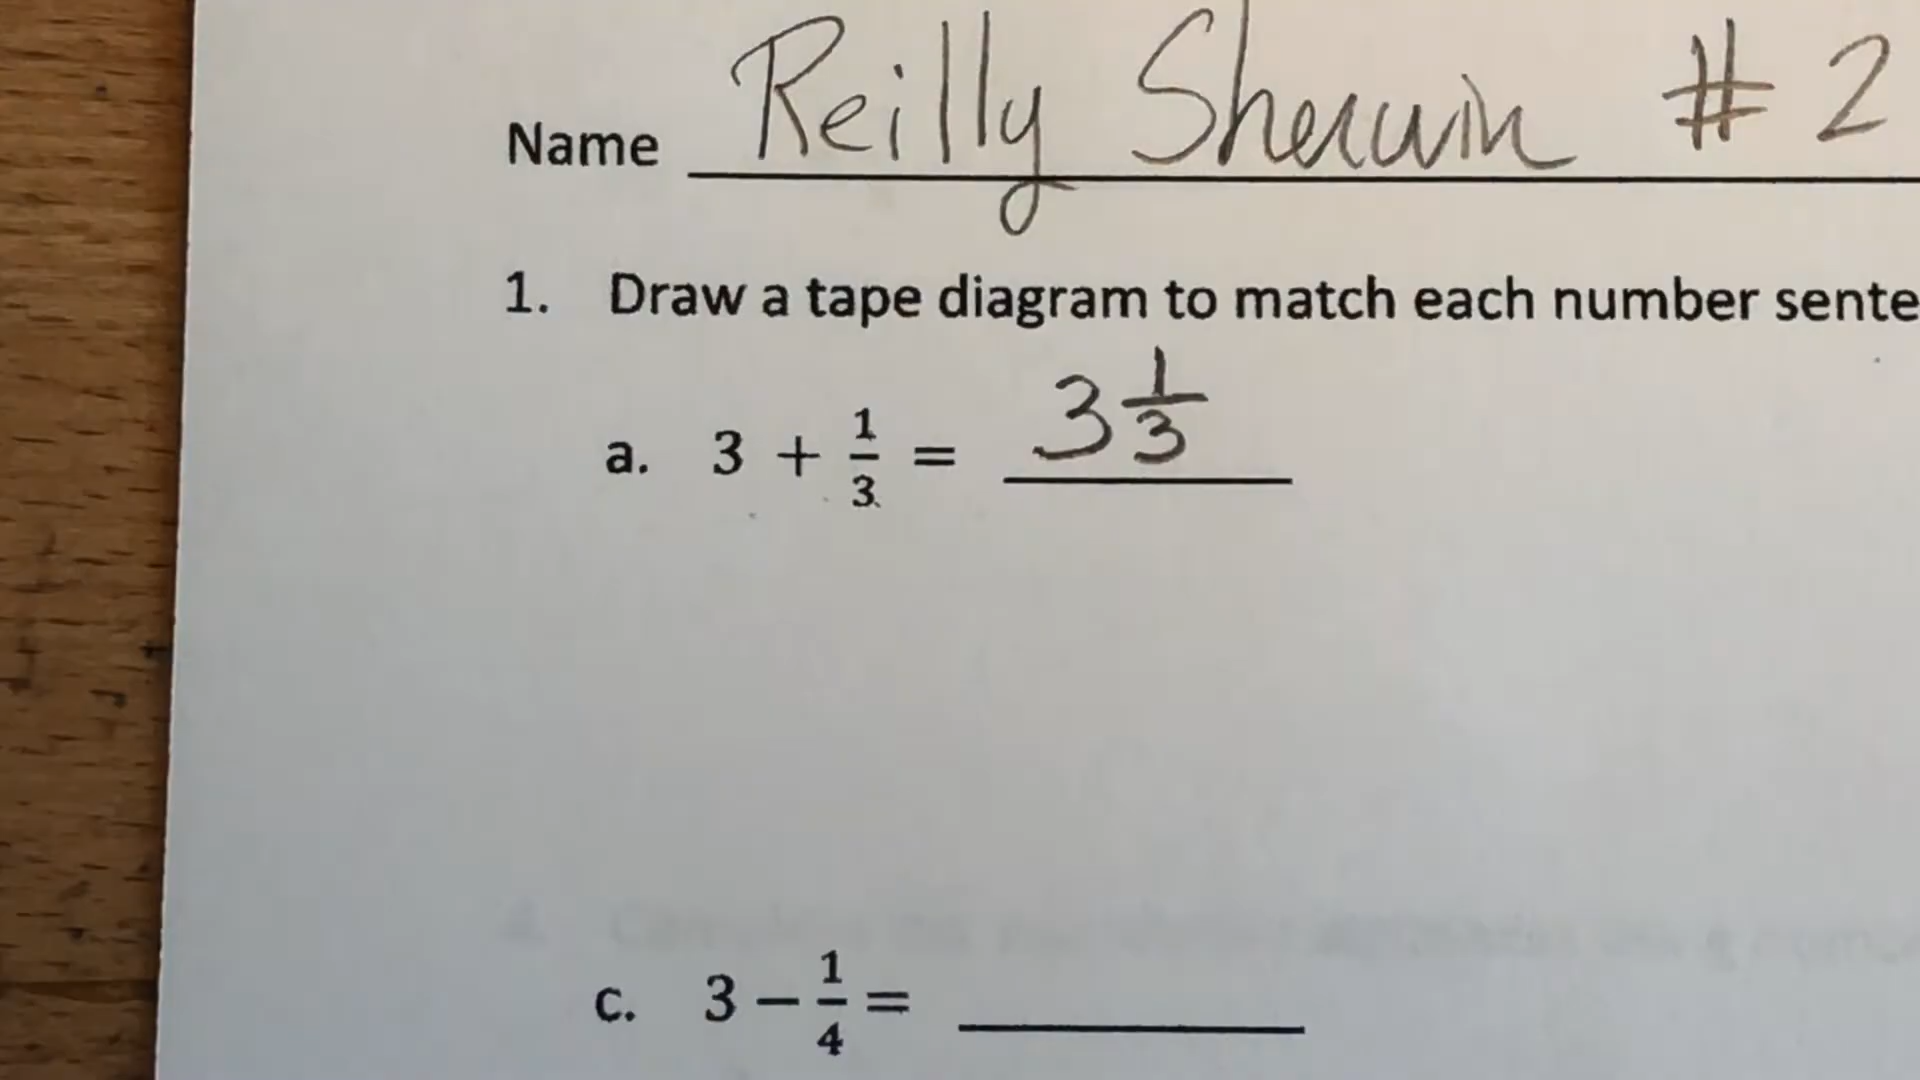 Name Reilly Sherwin # 2
1. Draw a tape diagram to match each number sente
a. 3 + 1/3 = 3 1/3
c. 3 − 1/4 =